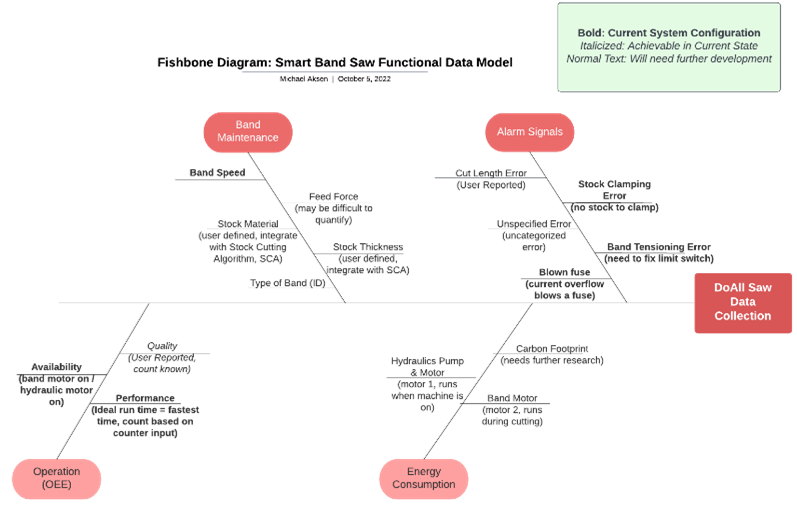 Bold: Current System Configuration
Italicized: Achievable in Current State
Normal Text: Will need further development
Fishbone Diagram: Smart Band Saw Functional Data Model
Michael Aksen | October 5, 2022
Band
Maintenance
Band Speed
Feed Force
(may be difficult to
quantify)
Stock Material
(user defined, integrate
with Stock Cutting
Algorithm, SCA)
Stock Thickness
(user defined,
integrate with SCA)
Type of Band (ID)
Alarm Signals
Cut Length Error
(User Reported)
Stock Clamping
Error
(no stock to clamp)
Unspecified Error
(uncategorized
error)
Band Tensioning Error
(need to fix limit switch)
Blown fuse
(current overflow
blows a fuse)
DoAll Saw
Data
Collection
Quality
(User Reported,
count known)
Availability
(band motor on /
hydraulic motor
on)
Performance
(Ideal run time = fastest
time, count based on
counter input)
Operation
(OEE)
Carbon Footprint
(needs further research)
Hydraulics Pump
& Motor
(motor 1, runs
when machine is
on)
Band Motor
(motor 2, runs
during cutting)
Energy
Consumption